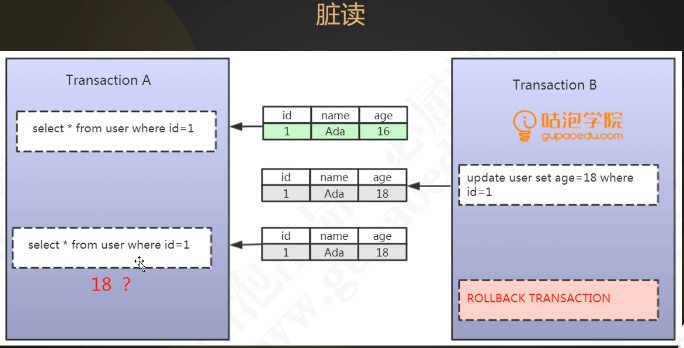 脏读
Transaction A
Transaction B
select * from user where id=1
id name age
1 Ada 16
咕泡学院
gupaoedu.com
id name age
1 Ada 18
update user set age=18 where
id=1
select * from user where id=1
id name age
1 Ada 18
18 ?
ROLLBACK TRANSACTION